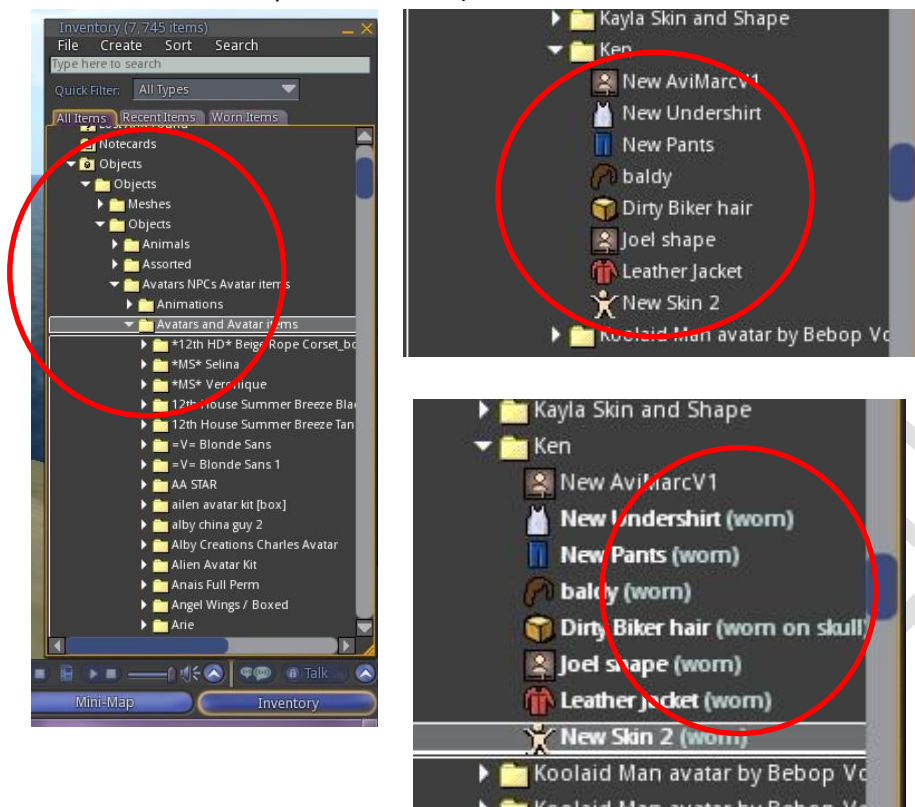 Inventory (7,745 items)
File Create Sort Search
Type here to search
Quick Filter: All Types
All Items Recent Items Worn Items
Notecards
Objects
Objects
Meshes
Objects
Animals
Assorted
Avatars NPCs Avatar items
Animations
Avatars and Avatar items
*12th HD* Beige Rope Corset_bo
*MS* Selina
*MS* Veronique
12th House Summer Breeze Bla
12th House Summer Breeze Tan
=V= Blonde Sans
=V= Blonde Sans 1
AA STAR
ailen avatar kit [box]
alby china guy 2
Alby Creations Charles Avatar
Alien Avatar Kit
Anais Full Perm
Angel Wings / Boxed
Arie
Talk
Mini-Map Inventory
Kayla Skin and Shape
Ken
New AviMarcV1
New Undershirt
New Pants
baldy
Dirty Biker hair
Joel shape
Leather Jacket
New Skin 2
Koolaid Man avatar by Bebop Vo
Kayla Skin and Shape
Ken
New AviMarcV1
New Undershirt (worn)
New Pants (worn)
baldy (worn)
Dirty Biker hair (worn on skull)
Joel shape (worn)
Leather Jacket (worn)
New Skin 2 (worn)
Koolaid Man avatar by Bebop Vo